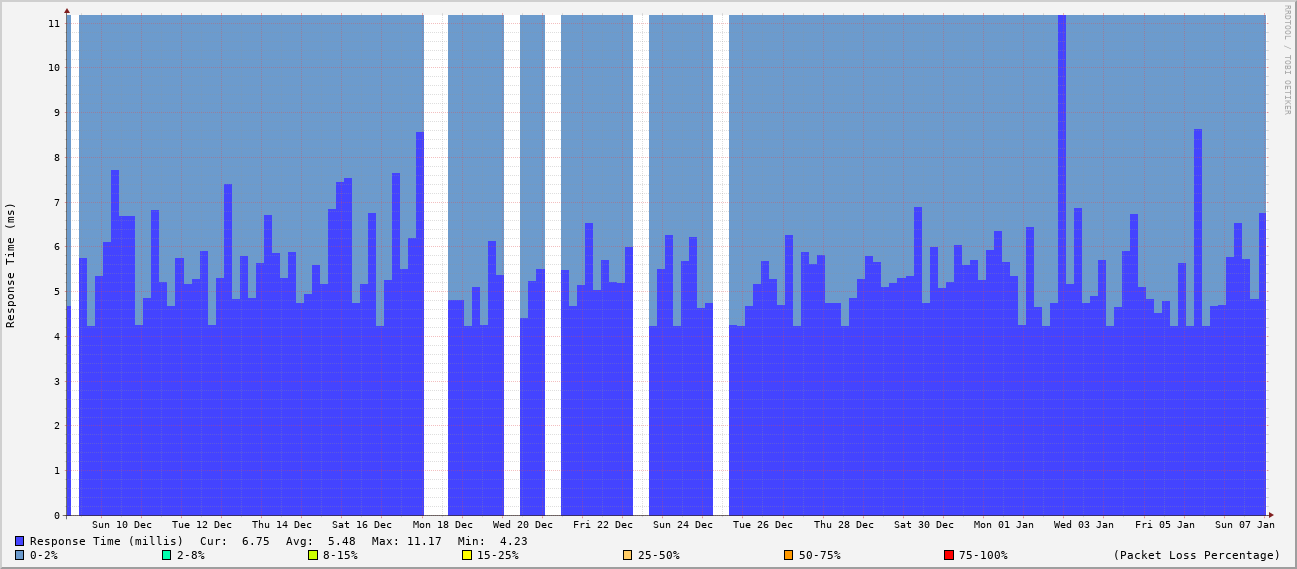 RRDTOOL / TOBI OETIKER
Response Time (ms)
11
10
9
8
7
6
5
4
3
2
1
0
Sun 10 Dec Tue 12 Dec Thu 14 Dec Sat 16 Dec Mon 18 Dec Wed 20 Dec Fri 22 Dec Sun 24 Dec Tue 26 Dec Thu 28 Dec Sat 30 Dec Mon 01 Jan Wed 03 Jan Fri 05 Jan Sun 07 Jan
Response Time (millis) Cur: 6.75 Avg: 5.48 Max: 11.17 Min: 4.23
0-2% 2-8% 8-15% 15-25% 25-50% 50-75% 75-100% (Packet Loss Percentage)